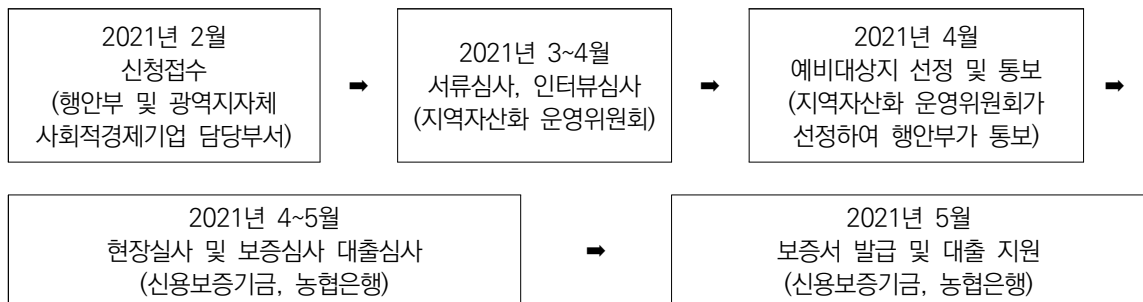 2021년 2월
신청접수
(행안부 및 광역지자체
사회적경제기업 담당부서)
➡
2021년 3~4월
서류심사, 인터뷰심사
(지역자산화 운영위원회)
➡
2021년 4월
예비대상지 선정 및 통보
(지역자산화 운영위원회가
선정하여 행안부가 통보)
➡
2021년 4~5월
현장실사 및 보증심사 대출심사
(신용보증기금, 농협은행)
➡
2021년 5월
보증서 발급 및 대출 지원
(신용보증기금, 농협은행)